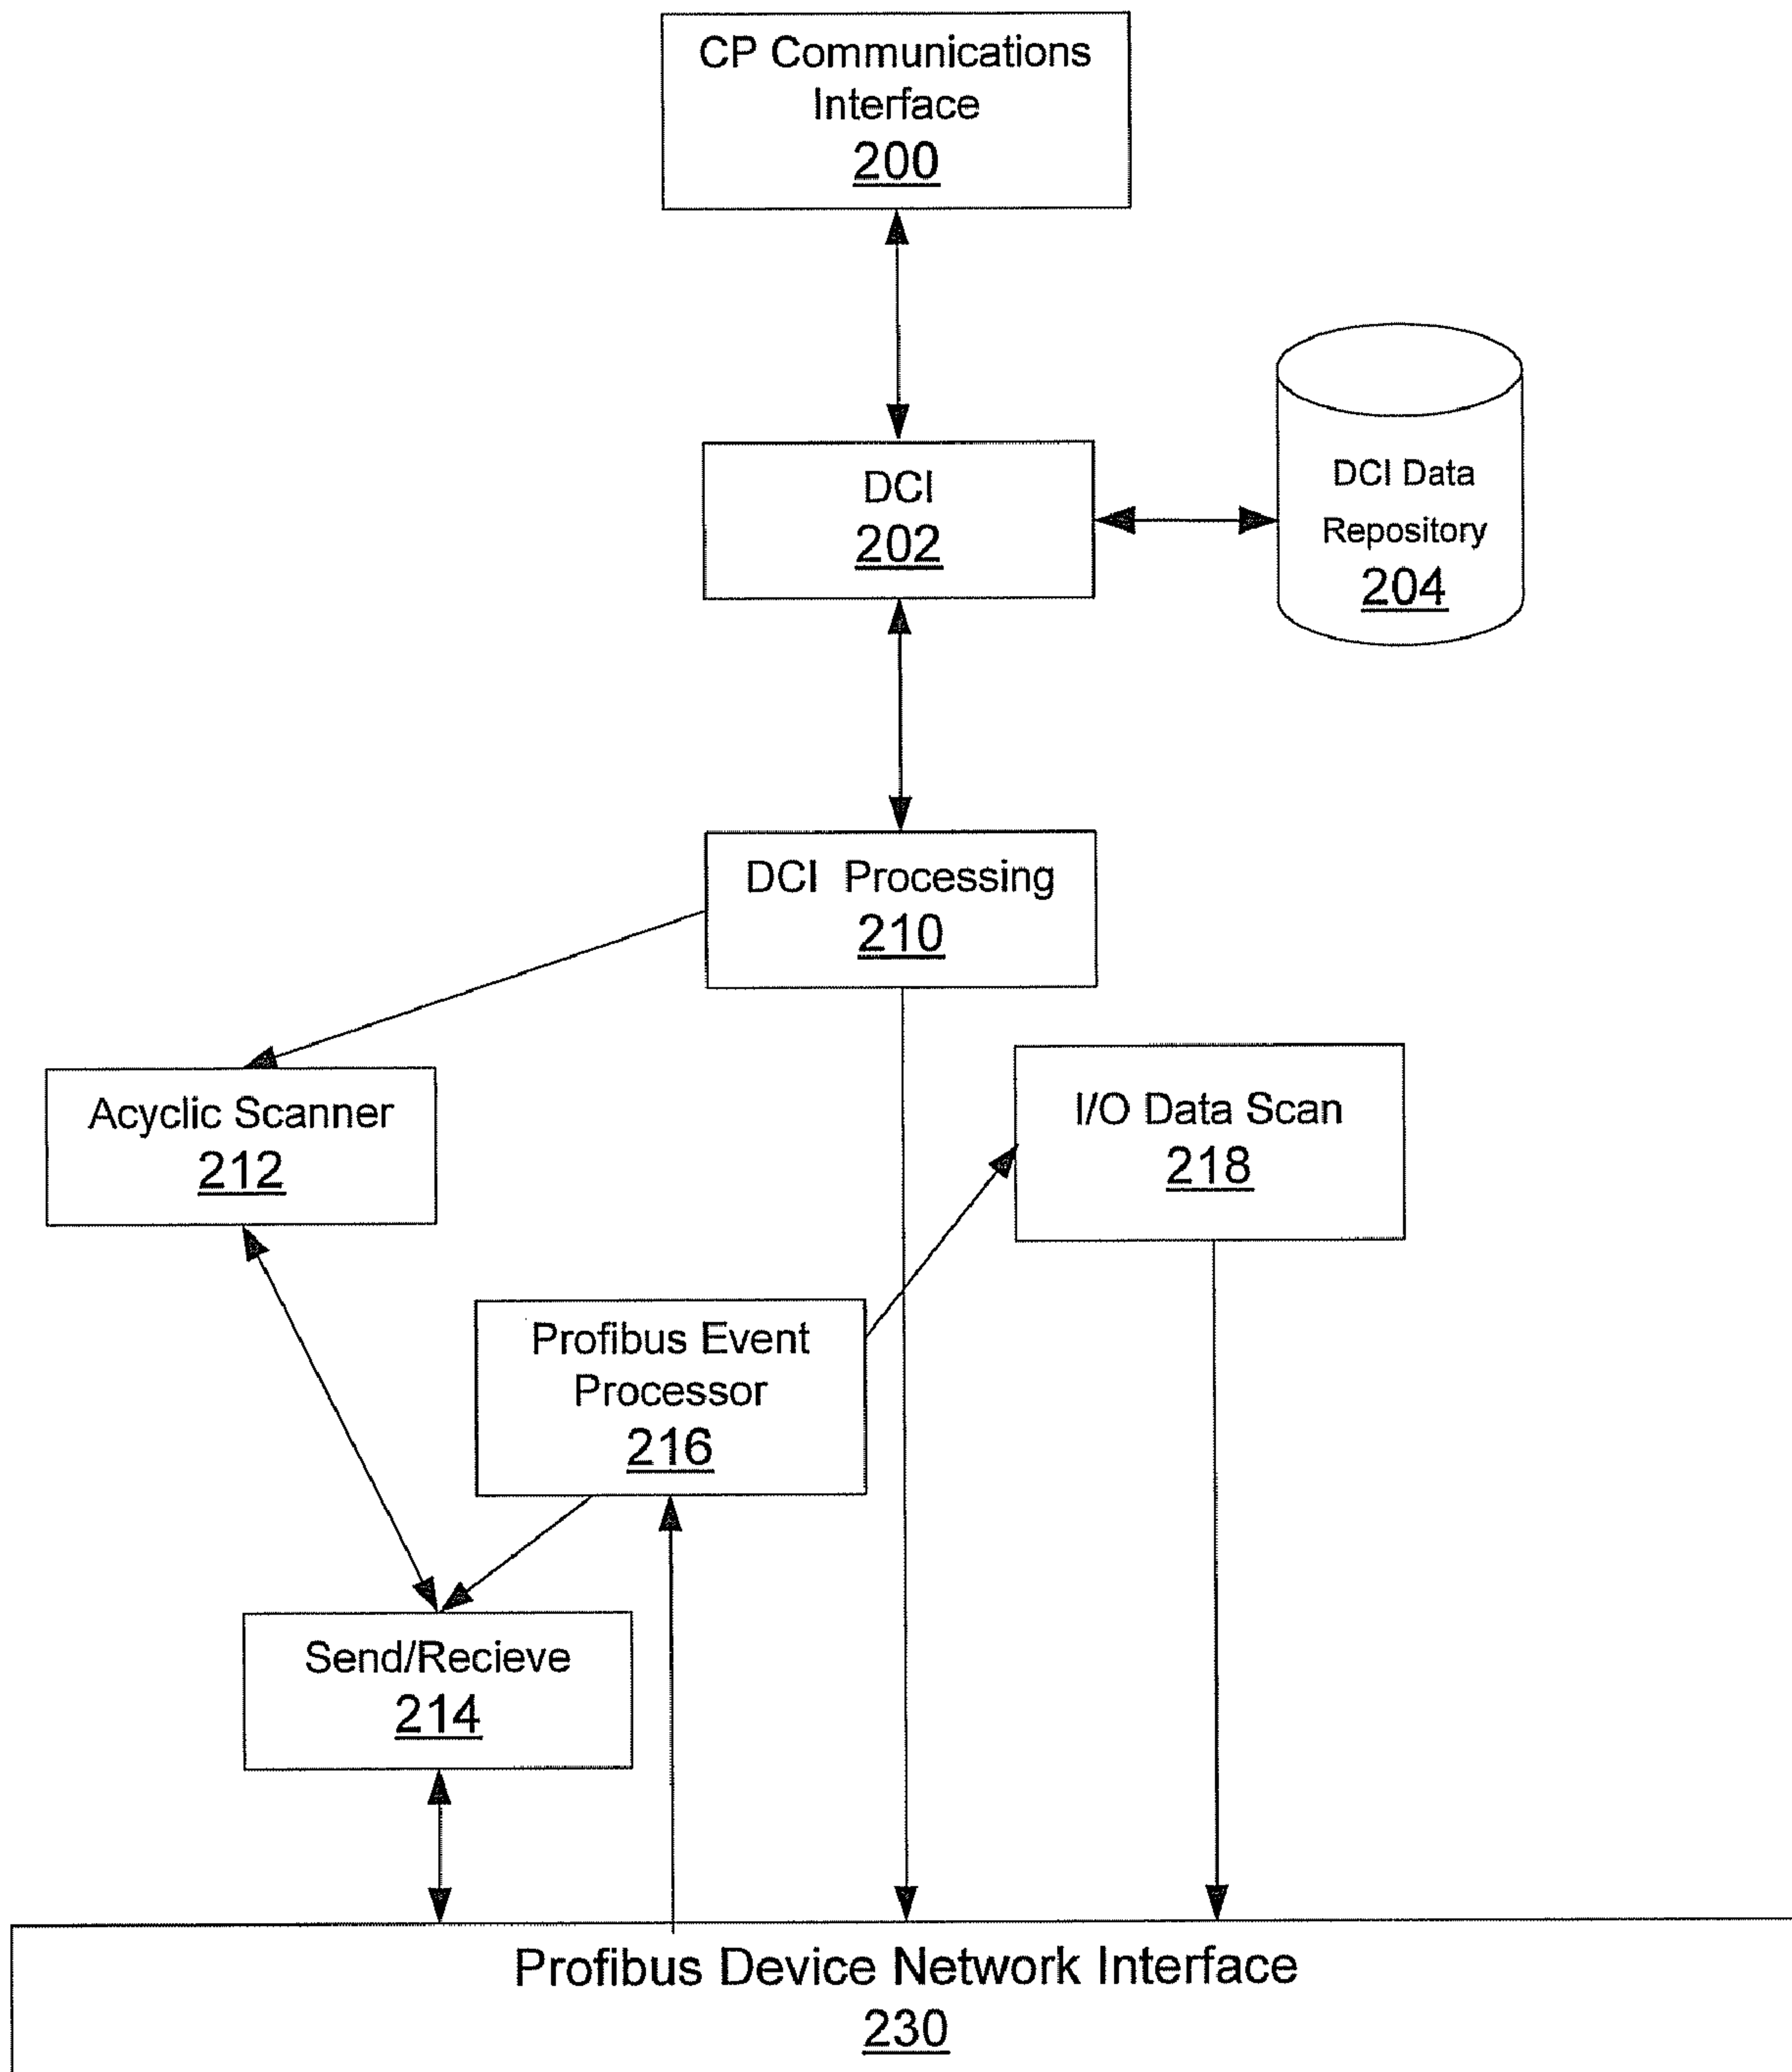 CP Communications
Interface
200
DCI
202
DCI Data
Repository
204
DCI Processing
210
Acyclic Scanner
212
I/O Data Scan
218
Profibus Event
Processor
216
Send/Recieve
214
Profibus Device Network Interface
230